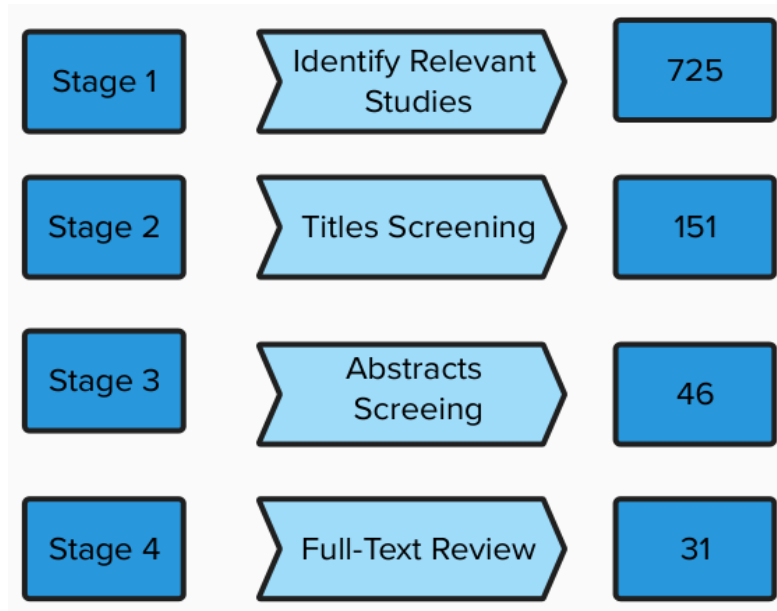 Stage 1
Identify Relevant
Studies
725
Stage 2
Titles Screening
151
Stage 3
Abstracts
Screeing
46
Stage 4
Full-Text Review
31